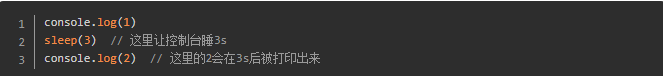 1 console.log(1)
2 sleep(3) // 这里让控制台睡3s
3 console.log(2) // 这里的2会在3s后被打印出来